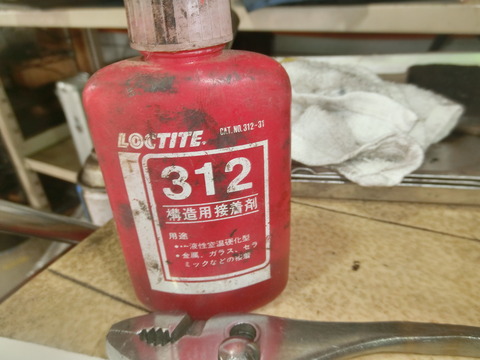 LOCTITE®
CAT.NO.312-31
312
構造用接着剤
用途
•一液性室温硬化型
•金属、ガラス、セラ
ミックなどの接着